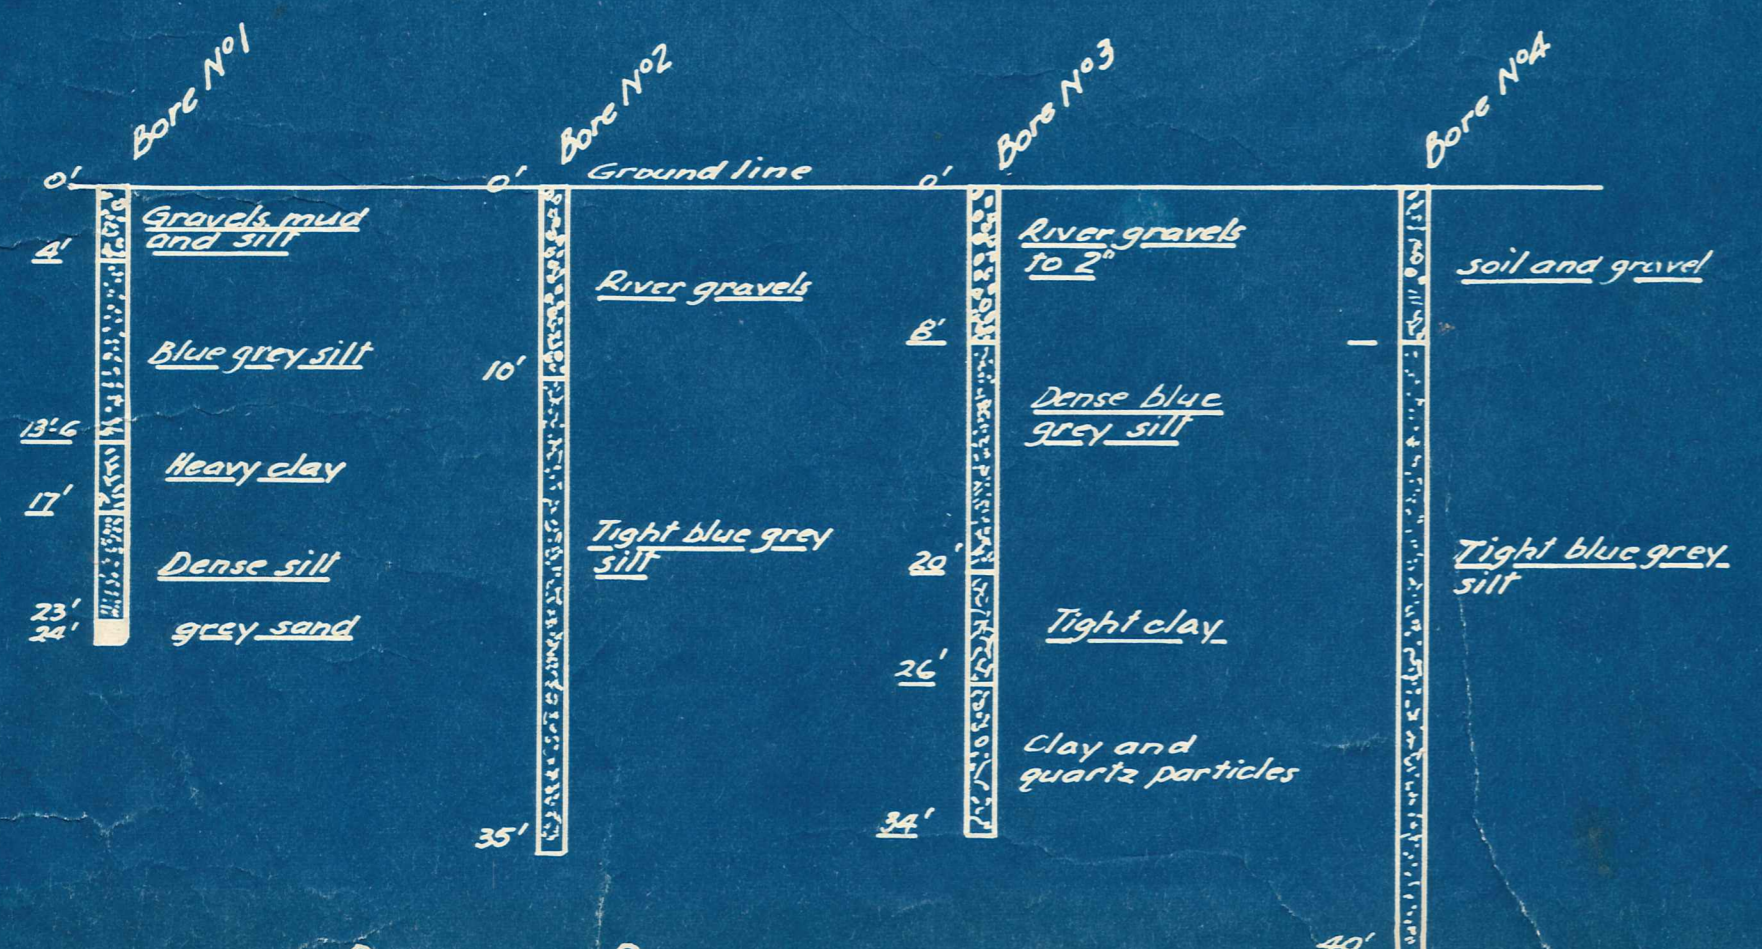 Bore Nº1
Bore Nº2
Bore Nº3
Bore Nº4
0'
0'
Ground line
0'
Gravels, mud
and silt
4'
Blue grey silt
13'-6
Heavy clay
17'
Dense silt
23'
24'
grey sand
River gravels
10'
Tight blue grey
silt
35'
River gravels
to 2"
8'
Dense blue
grey silt
20'
Tight clay
26'
Clay and
quartz particles
34'
soil and gravel
Tight blue grey
silt
40'